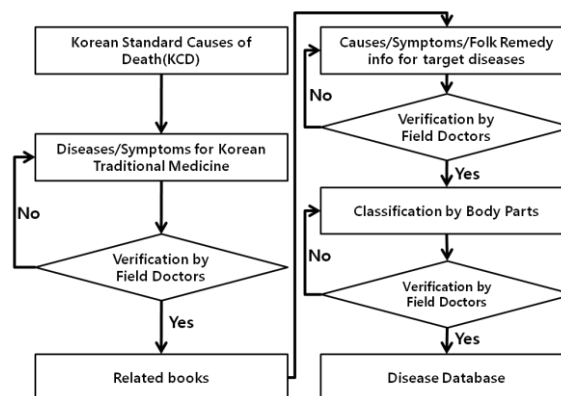 Korean Standard Causes of
Death(KCD)
Diseases/Symptoms for Korean
Traditional Medicine
No
Verification by
Field Doctors
Yes
Related books
Causes/Symptoms/Folk Remedy
info for target diseases
No
Verification by
Field Doctors
Yes
Classification by Body Parts
No
Verification by
Field Doctors
Yes
Disease Database